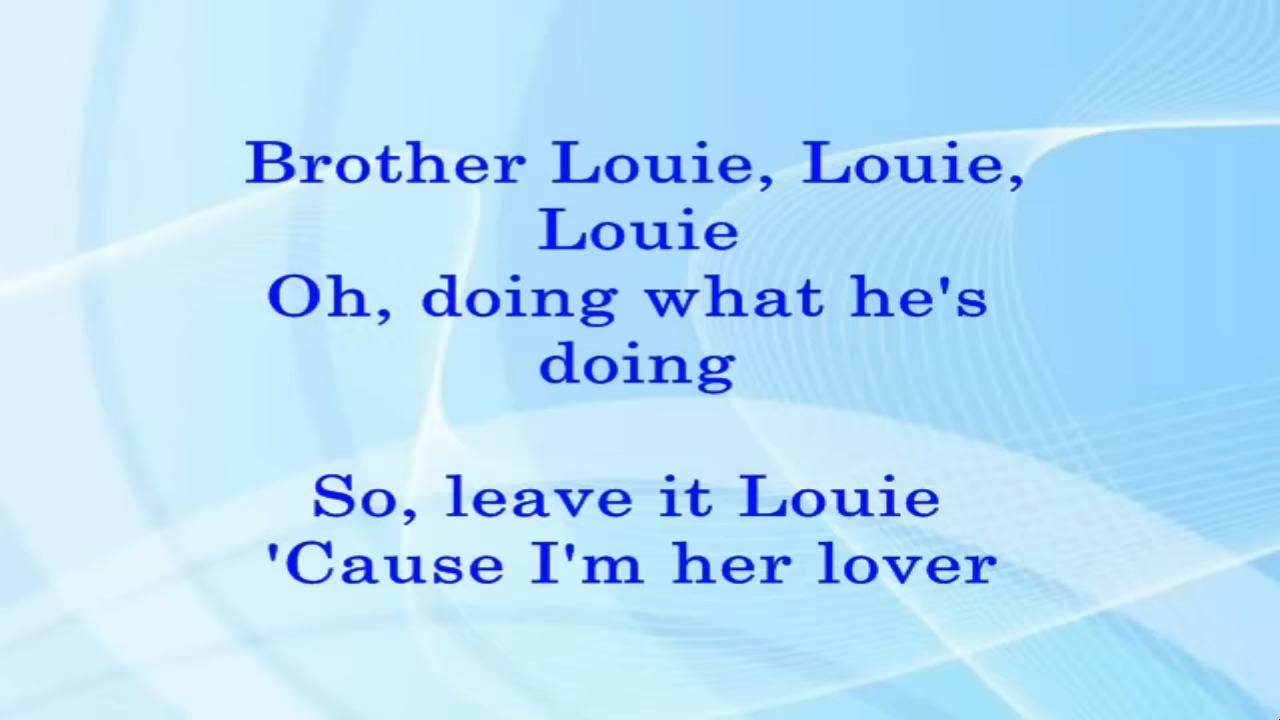 Brother Louie, Louie,
Louie
Oh, doing what he's
doing
So, leave it Louie
'Cause I'm her lover